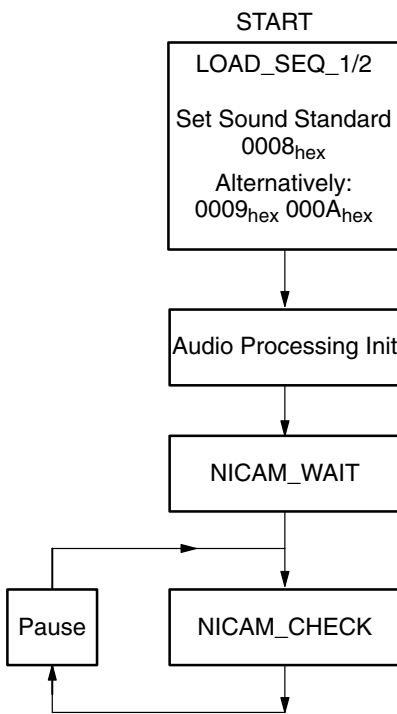 START
LOAD_SEQ_1/2
Set Sound Standard
0008hex
Alternatively:
0009hex 000Ahex
Audio Processing Init
NICAM_WAIT
Pause
NICAM_CHECK